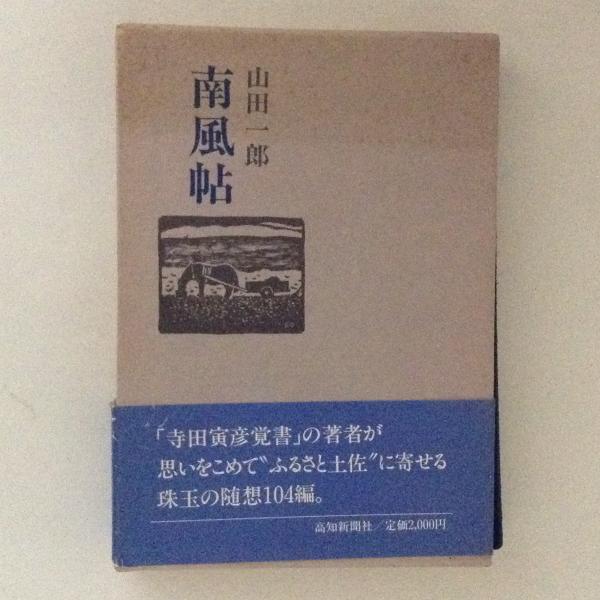 山田一郎
南風帖
「寺田寅彦覚書」の著者が
思いをこめて〝ふるさと土佐〟に寄せる
珠玉の随想104編。
高知新聞社／定価2,000円